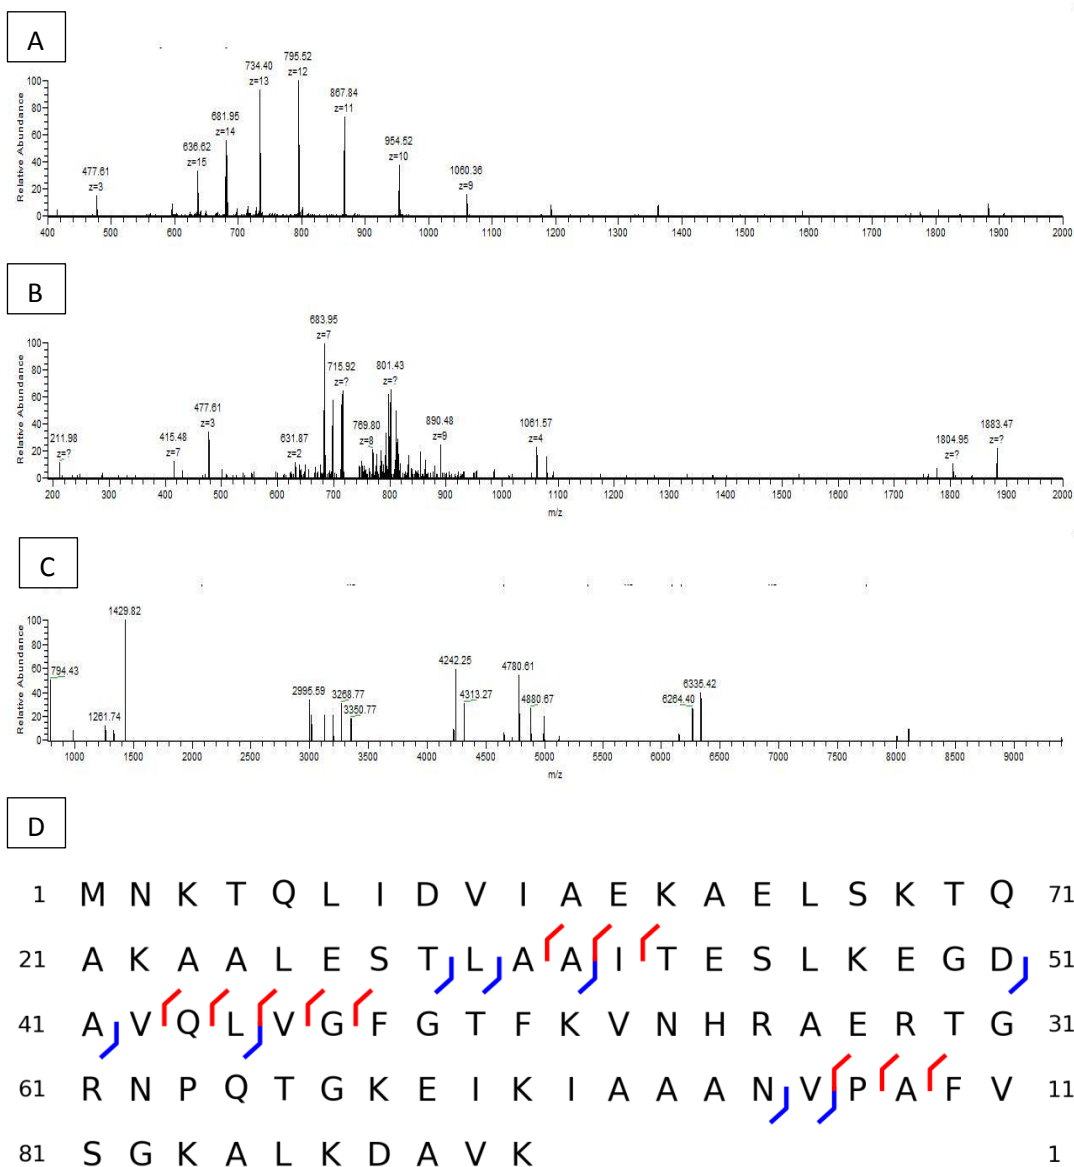 A
795.52
z=12
734.40
z=13
867.84
z=11
681.95
z=14
954.52
z=10
636.62
z=15
477.61
z=3
1060.36
z=9
Relative Abundance
100
80
60
40
20
0
400 500 600 700 800 900 1000 1100 1200 1300 1400 1500 1600 1700 1800 1900 2000
B
683.95
z=7
715.92
z=?
801.43
z=?
477.61
z=3
769.80
z=8
890.48
z=9
631.87
z=2
415.48
z=7
211.98
z=?
1061.57
z=4
1804.95
z=?
1883.47
z=?
Relative Abundance
100
80
60
40
20
0
200 300 400 500 600 700 800 900 1000 1100 1200 1300 1400 1500 1600 1700 1800 1900 2000
m/z
C
1429.82
794.43
1261.74
2995.59
3268.77
3350.77
4242.25
4313.27
4780.61
4880.67
6264.40
6335.42
Relative Abundance
100
80
60
40
20
0
1000 1500 2000 2500 3000 3500 4000 4500 5000 5500 6000 6500 7000 7500 8000 8500 9000
m/z
D
1 M N K T Q L I D V I A E K A E L S K T Q 71
21 A K A A L E S T L A A I T E S L K E G D 51
41 A V Q L V G F G T F K V N H R A E R T G 31
61 R N P Q T G K E I K I A A A N V P A F V 11
81 S G K A L K D A V K 1